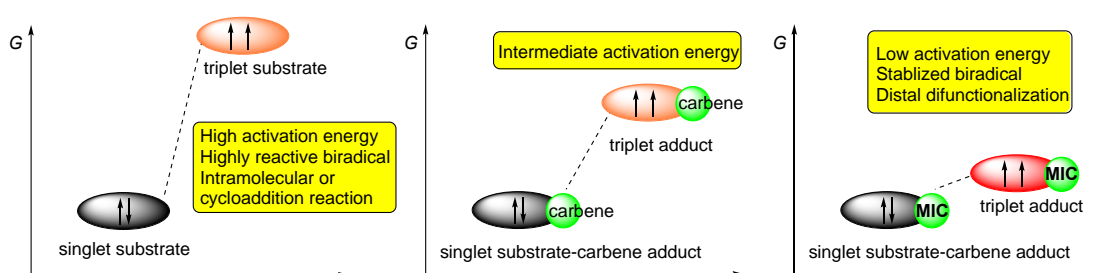 G
triplet substrate
High activation energy
Highly reactive biradical
Intramolecular or
cycloaddition reaction
singlet substrate
G
Intermediate activation energy
carbene
triplet adduct
carbene
singlet substrate-carbene adduct
G
Low activation energy
Stablized biradical
Distal difunctionalization
MIC
triplet adduct
MIC
singlet substrate-carbene adduct